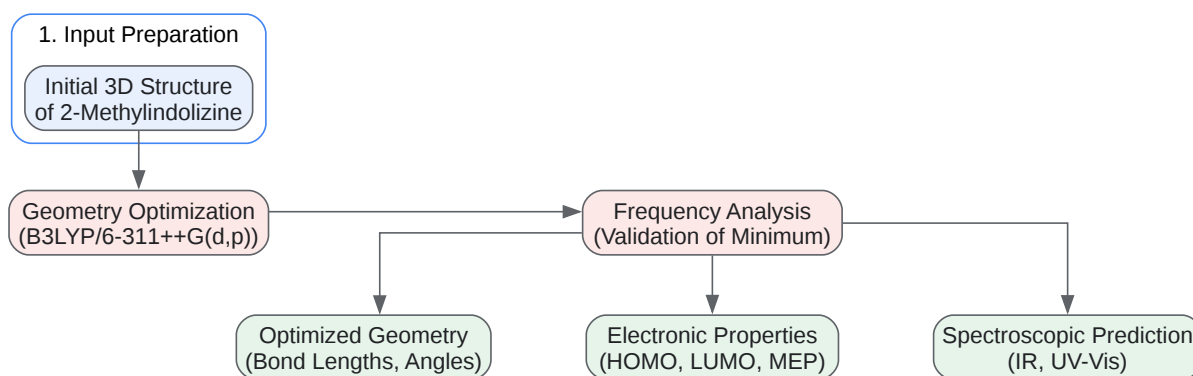 1. Input Preparation
Initial 3D Structure
of 2-Methylindolizine
Geometry Optimization
(B3LYP/6-311++G(d,p))
Frequency Analysis
(Validation of Minimum)
Optimized Geometry
(Bond Lengths, Angles)
Electronic Properties
(HOMO, LUMO, MEP)
Spectroscopic Prediction
(IR, UV-Vis)